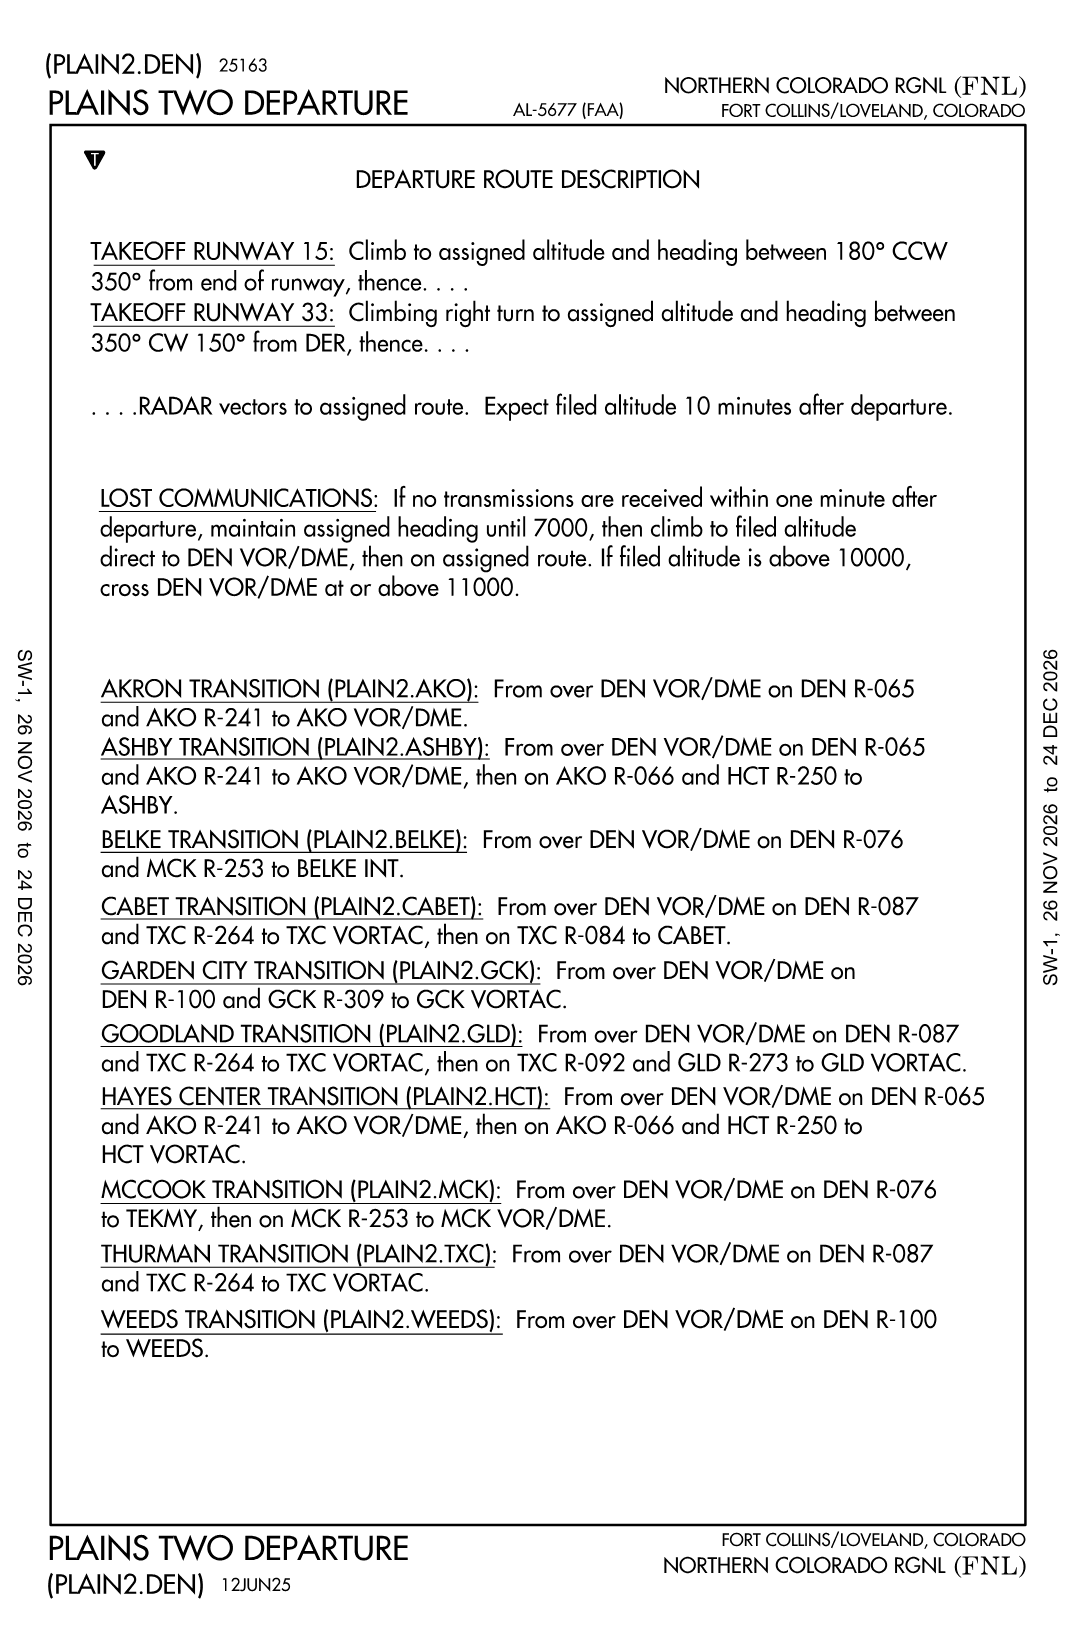 (PLAIN2.DEN) 25163
PLAINS TWO DEPARTURE
AL-5677 (FAA)
NORTHERN COLORADO RGNL (FNL)
FORT COLLINS/LOVELAND, COLORADO
T
DEPARTURE ROUTE DESCRIPTION
TAKEOFF RUNWAY 15: Climb to assigned altitude and heading between 180° CCW
350° from end of runway, thence. . . .
TAKEOFF RUNWAY 33: Climbing right turn to assigned altitude and heading between
350° CW 150° from DER, thence. . . .
. . . .RADAR vectors to assigned route. Expect filed altitude 10 minutes after departure.
LOST COMMUNICATIONS: If no transmissions are received within one minute after
departure, maintain assigned heading until 7000, then climb to filed altitude
direct to DEN VOR/DME, then on assigned route. If filed altitude is above 10000,
cross DEN VOR/DME at or above 11000.
AKRON TRANSITION (PLAIN2.AKO): From over DEN VOR/DME on DEN R-065
and AKO R-241 to AKO VOR/DME.
ASHBY TRANSITION (PLAIN2.ASHBY): From over DEN VOR/DME on DEN R-065
and AKO R-241 to AKO VOR/DME, then on AKO R-066 and HCT R-250 to
ASHBY.
BELKE TRANSITION (PLAIN2.BELKE): From over DEN VOR/DME on DEN R-076
and MCK R-253 to BELKE INT.
CABET TRANSITION (PLAIN2.CABET): From over DEN VOR/DME on DEN R-087
and TXC R-264 to TXC VORTAC, then on TXC R-084 to CABET.
GARDEN CITY TRANSITION (PLAIN2.GCK): From over DEN VOR/DME on
DEN R-100 and GCK R-309 to GCK VORTAC.
GOODLAND TRANSITION (PLAIN2.GLD): From over DEN VOR/DME on DEN R-087
and TXC R-264 to TXC VORTAC, then on TXC R-092 and GLD R-273 to GLD VORTAC.
HAYES CENTER TRANSITION (PLAIN2.HCT): From over DEN VOR/DME on DEN R-065
and AKO R-241 to AKO VOR/DME, then on AKO R-066 and HCT R-250 to
HCT VORTAC.
MCCOOK TRANSITION (PLAIN2.MCK): From over DEN VOR/DME on DEN R-076
to TEKMY, then on MCK R-253 to MCK VOR/DME.
THURMAN TRANSITION (PLAIN2.TXC): From over DEN VOR/DME on DEN R-087
and TXC R-264 to TXC VORTAC.
WEEDS TRANSITION (PLAIN2.WEEDS): From over DEN VOR/DME on DEN R-100
to WEEDS.
SW-1, 26 NOV 2026 to 24 DEC 2026
SW-1, 26 NOV 2026 to 24 DEC 2026
PLAINS TWO DEPARTURE
(PLAIN2.DEN) 12JUN25
FORT COLLINS/LOVELAND, COLORADO
NORTHERN COLORADO RGNL (FNL)